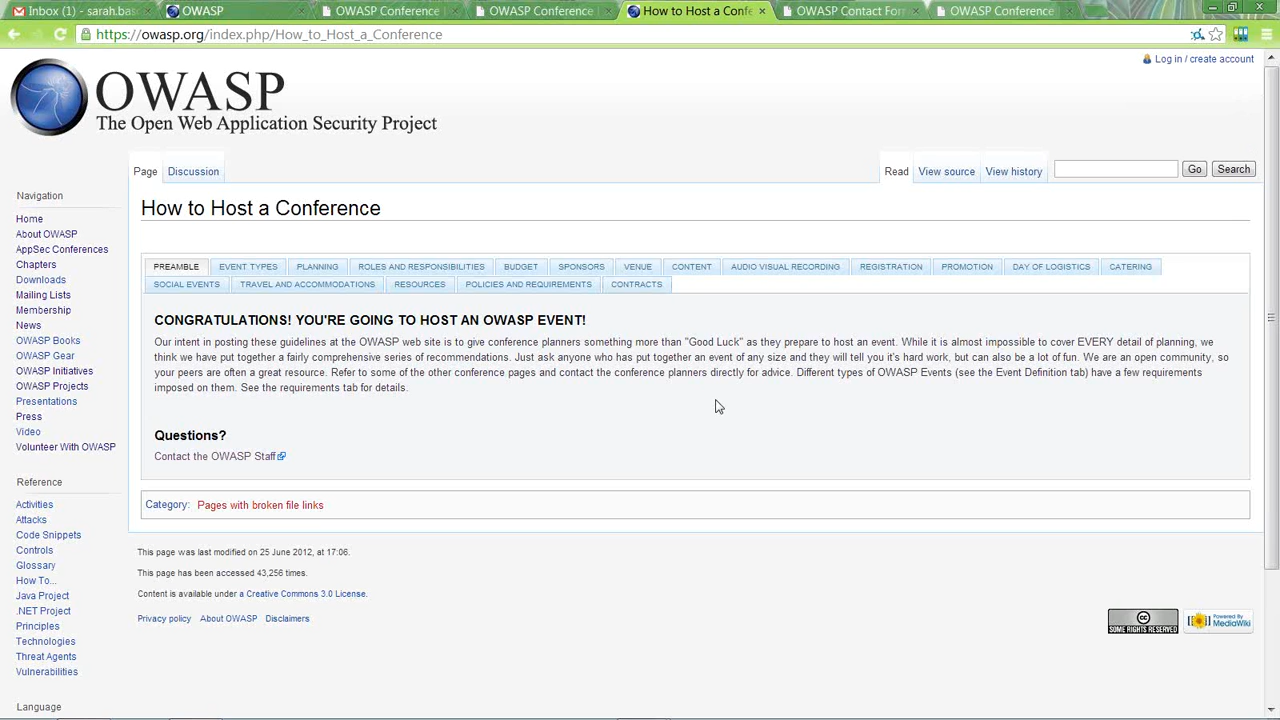 Inbox (1) - sarah.bas
OWASP
OWASP Conference
OWASP Conference
How to Host a Confe
OWASP Contact For
OWASP Conference
https://owasp.org/index.php/How_to_Host_a_Conference
Log in / create account
OWASP
The Open Web Application Security Project
Page
Discussion
Read
View source
View history
Go
Search
Navigation
Home
About OWASP
AppSec Conferences
Chapters
Downloads
Mailing Lists
Membership
News
OWASP Books
OWASP Gear
OWASP Initiatives
OWASP Projects
Presentations
Press
Video
Volunteer With OWASP
Reference
Activities
Attacks
Code Snippets
Controls
Glossary
How To...
Java Project
.NET Project
Principles
Technologies
Threat Agents
Vulnerabilities
Language
How to Host a Conference
PREAMBLE EVENT TYPES PLANNING ROLES AND RESPONSIBILITIES BUDGET SPONSORS VENUE CONTENT AUDIO VISUAL RECORDING REGISTRATION PROMOTION DAY OF LOGISTICS CATERING
SOCIAL EVENTS TRAVEL AND ACCOMMODATIONS RESOURCES POLICIES AND REQUIREMENTS CONTRACTS
CONGRATULATIONS! YOU'RE GOING TO HOST AN OWASP EVENT!
Our intent in posting these guidelines at the OWASP web site is to give conference planners something more than "Good Luck" as they prepare to host an event. While it is almost impossible to cover EVERY detail of planning, we
think we have put together a fairly comprehensive series of recommendations. Just ask anyone who has put together an event of any size and they will tell you it's hard work, but can also be a lot of fun. We are an open community, so
your peers are often a great resource. Refer to some of the other conference pages and contact the conference planners directly for advice. Different types of OWASP Events (see the Event Definition tab) have a few requirements
imposed on them. See the requirements tab for details.
Questions?
Contact the OWASP Staff
Category: Pages with broken file links
This page was last modified on 25 June 2012, at 17:06.
This page has been accessed 43,256 times.
Content is available under a Creative Commons 3.0 License.
Privacy policy About OWASP Disclaimers
cc
SOME RIGHTS RESERVED
Powered By
MediaWiki